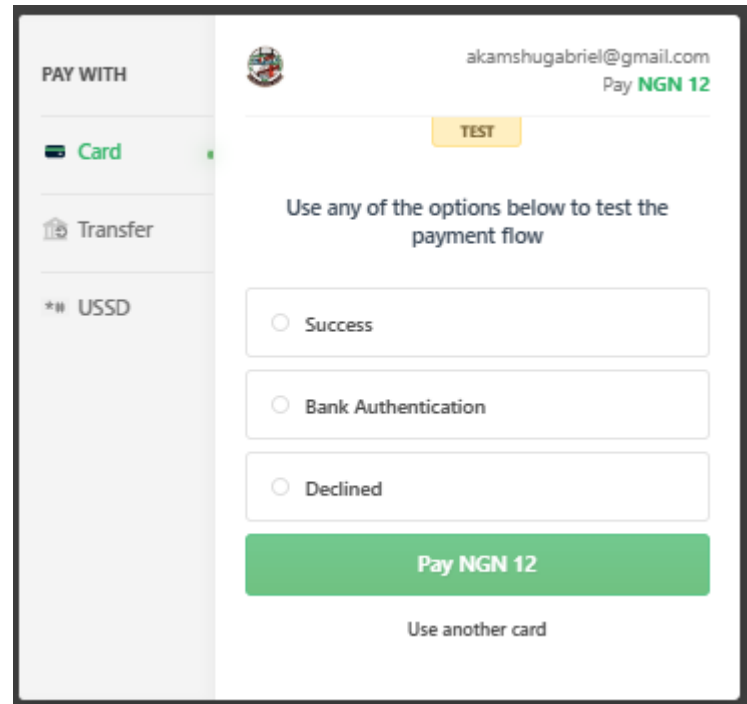 PAY WITH
Card
Transfer
*# USSD
akamshugabriel@gmail.com
Pay NGN 12
TEST
Use any of the options below to test the
payment flow
Success
Bank Authentication
Declined
Pay NGN 12
Use another card